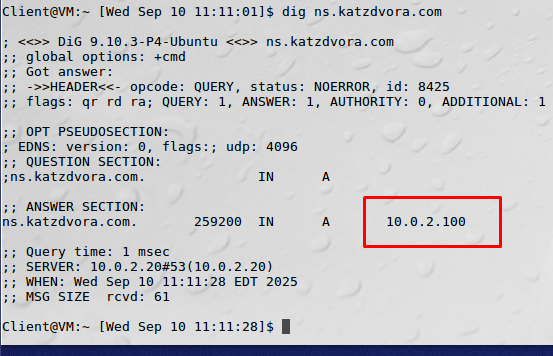 Client@VM:~ [Wed Sep 10 11:11:01]$ dig ns.katzdvora.com
; <<>> DiG 9.10.3-P4-Ubuntu <<>> ns.katzdvora.com
;; global options: +cmd
;; Got answer:
;; ->>HEADER<<- opcode: QUERY, status: NOERROR, id: 8425
;; flags: qr rd ra; QUERY: 1, ANSWER: 1, AUTHORITY: 0, ADDITIONAL: 1
;; OPT PSEUDOSECTION:
; EDNS: version: 0, flags:; udp: 4096
;; QUESTION SECTION:
;ns.katzdvora.com. IN A
;; ANSWER SECTION:
ns.katzdvora.com. 259200 IN A 10.0.2.100
;; Query time: 1 msec
;; SERVER: 10.0.2.20#53(10.0.2.20)
;; WHEN: Wed Sep 10 11:11:28 EDT 2025
;; MSG SIZE rcvd: 61
Client@VM:~ [Wed Sep 10 11:11:28]$